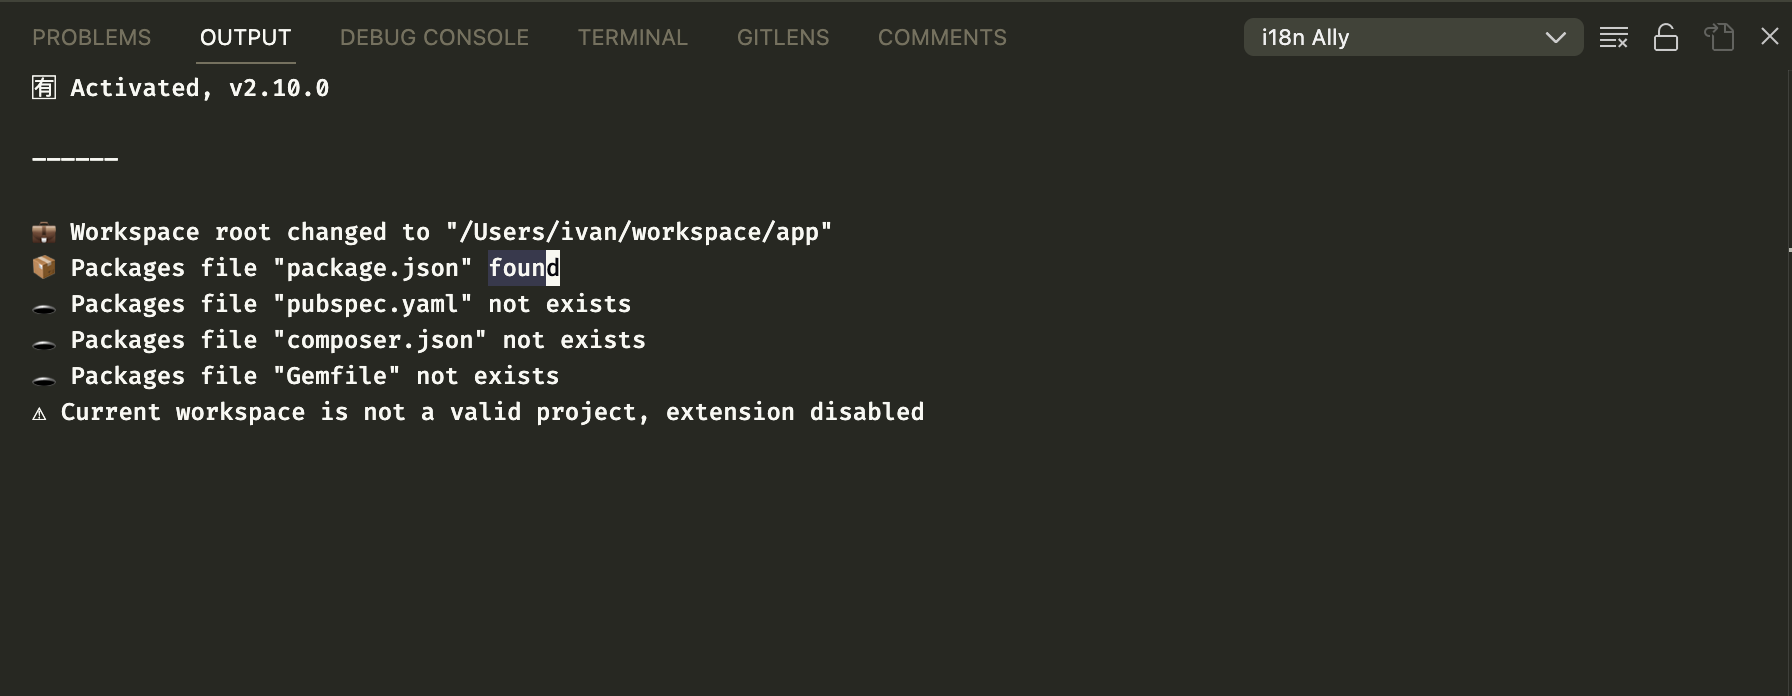 PROBLEMS OUTPUT DEBUG CONSOLE TERMINAL GITLENS COMMENTS i18n Ally
🈶 Activated, v2.10.0
——————
💼 Workspace root changed to "/Users/ivan/workspace/app"
📦 Packages file "package.json" found
🕳 Packages file "pubspec.yaml" not exists
🕳 Packages file "composer.json" not exists
🕳 Packages file "Gemfile" not exists
⚠ Current workspace is not a valid project, extension disabled